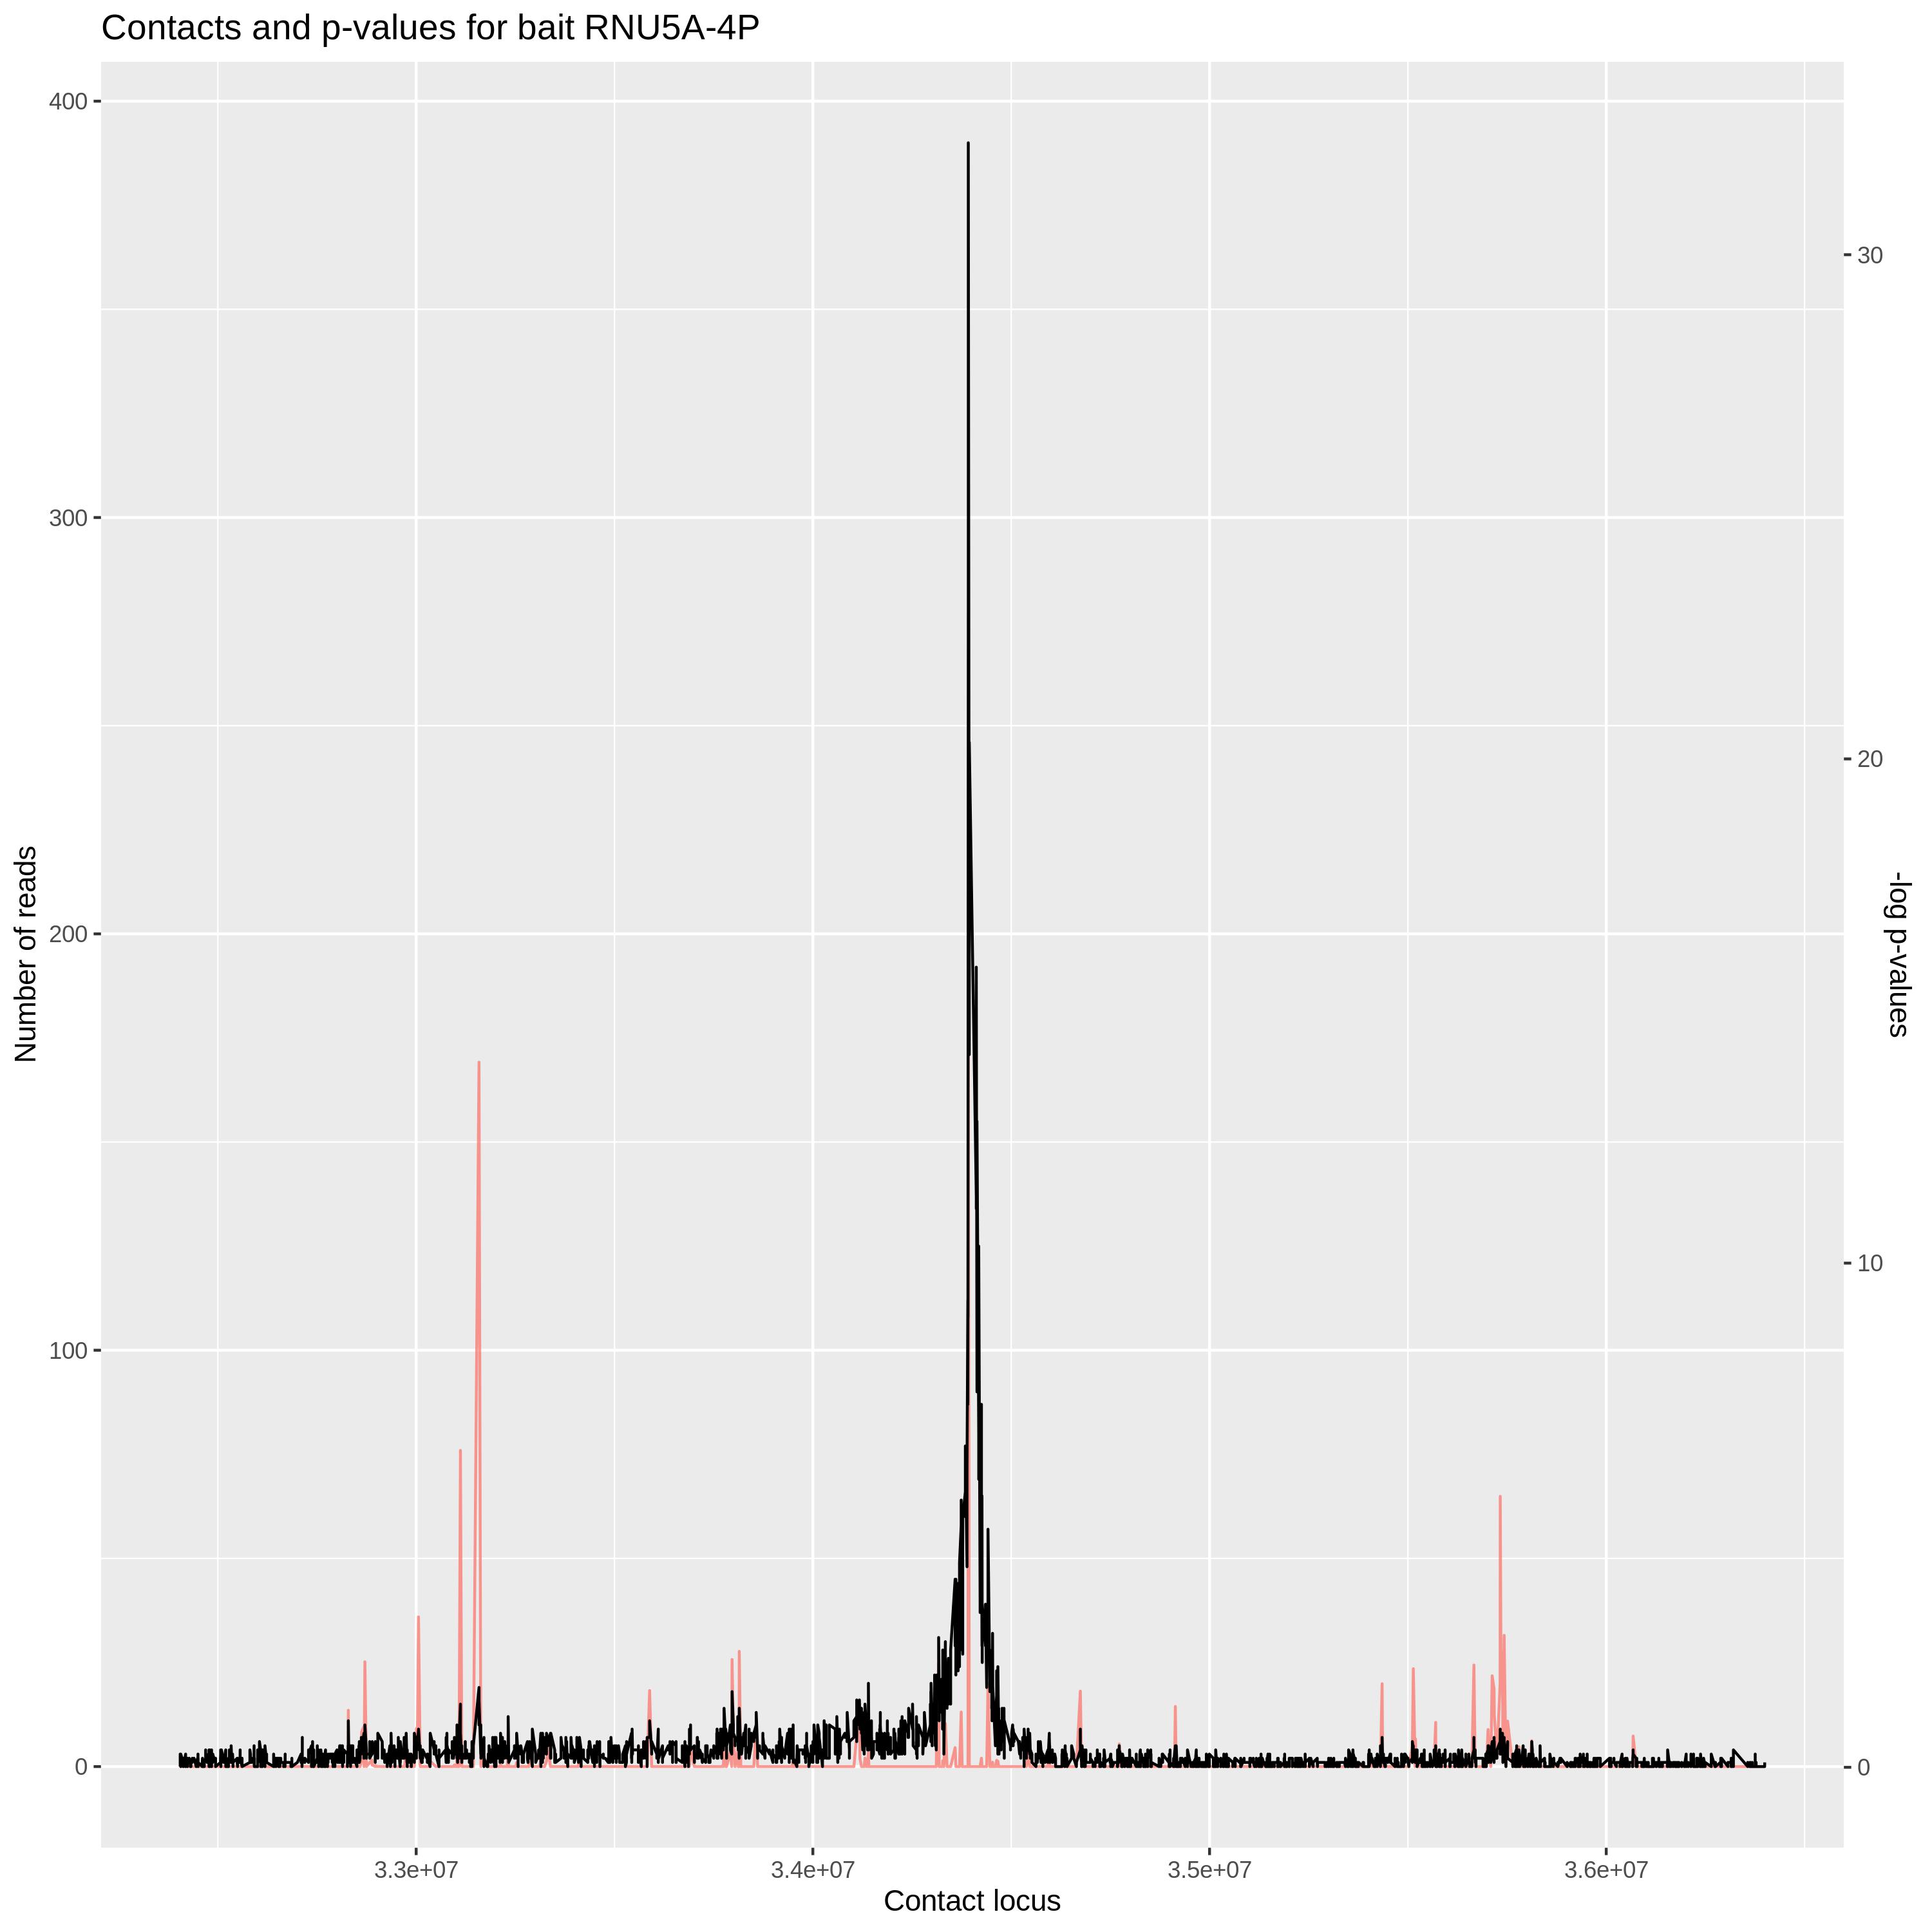 Contacts and p-values for bait RNU5A-4P
400
300
200
100
0
Number of reads
30
20
10
0
-log p-values
3.3e+07
3.4e+07
3.5e+07
3.6e+07
Contact locus